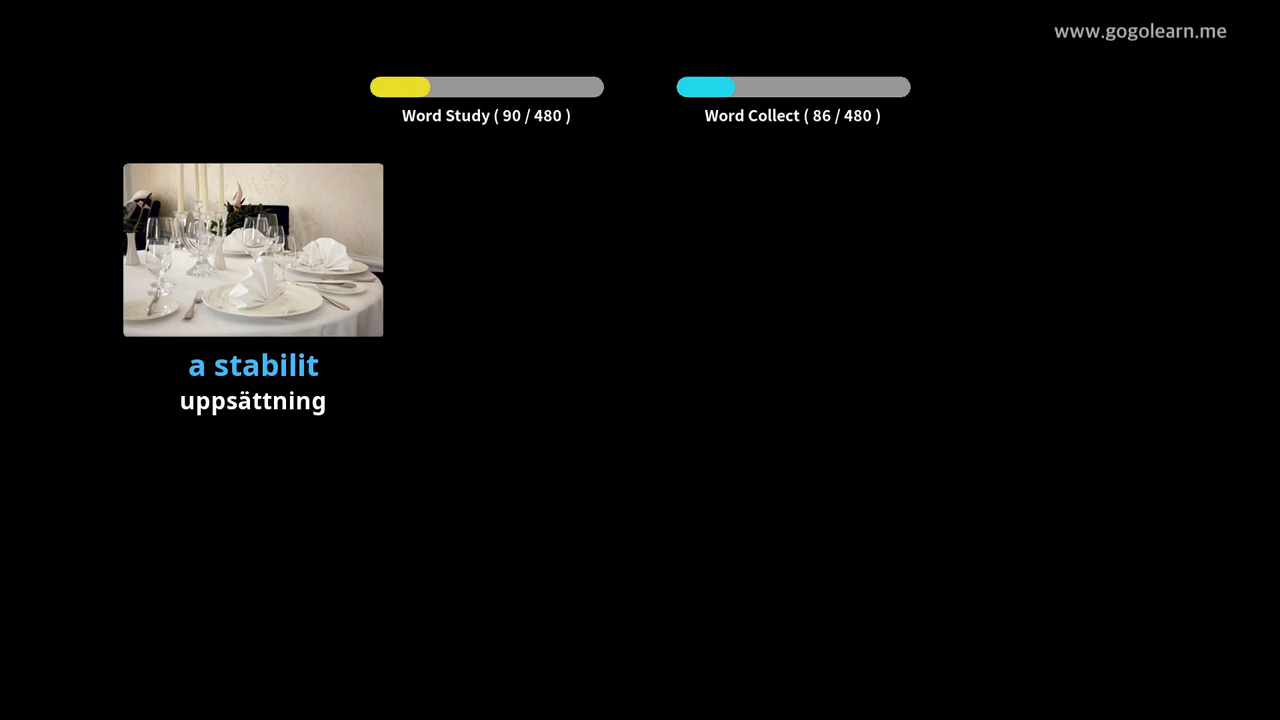 www.gogolearn.me
Word Study ( 90 / 480 )
Word Collect ( 86 / 480 )
a stabilit
uppsättning